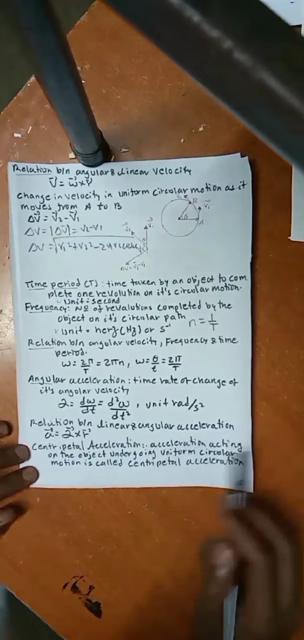 Relation b/n angular & linear velocity
V⃗ = ω⃗ x r⃗
Change in velocity in uniform circular motion as it
moves from A to B
ΔV⃗ = V⃗₂ - V⃗₁
ΔV = |ΔV⃗| = V₂ - V₁
Time period (T) : time taken by an object to com
plete one revolution on it's circular motion.
: Unit = second
Frequency : No of revolutions completed by the
object on it's circular path
n = 1/T
: Unit = hertz (Hz) or s⁻¹
Relation b/n angular velocity, frequency & time
period.
ω = 2π/T = 2πn, ω = θ/t = 2π/T
Angular acceleration : time rate of change of
it's angular velocity
α = dω/dt = d²ω/dt², unit rad/s²
Relation b/n linear & angular acceleration
a⃗ = α⃗ x r⃗
Centripetal Acceleration : acceleration acting
on the object undergoing uniform circular
motion is called centripetal acceleration